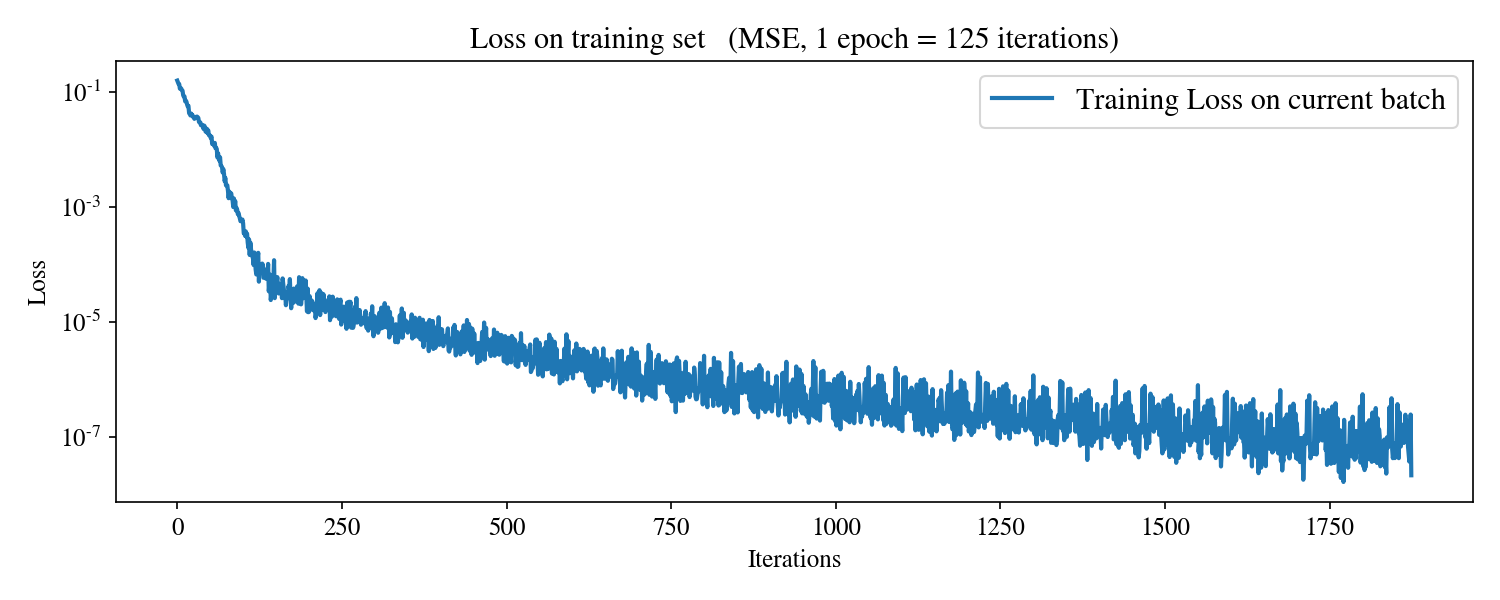 Loss on training set (MSE, 1 epoch = 125 iterations)
Training Loss on current batch
Loss
10⁻¹
10⁻³
10⁻⁵
10⁻⁷
0 250 500 750 1000 1250 1500 1750
Iterations